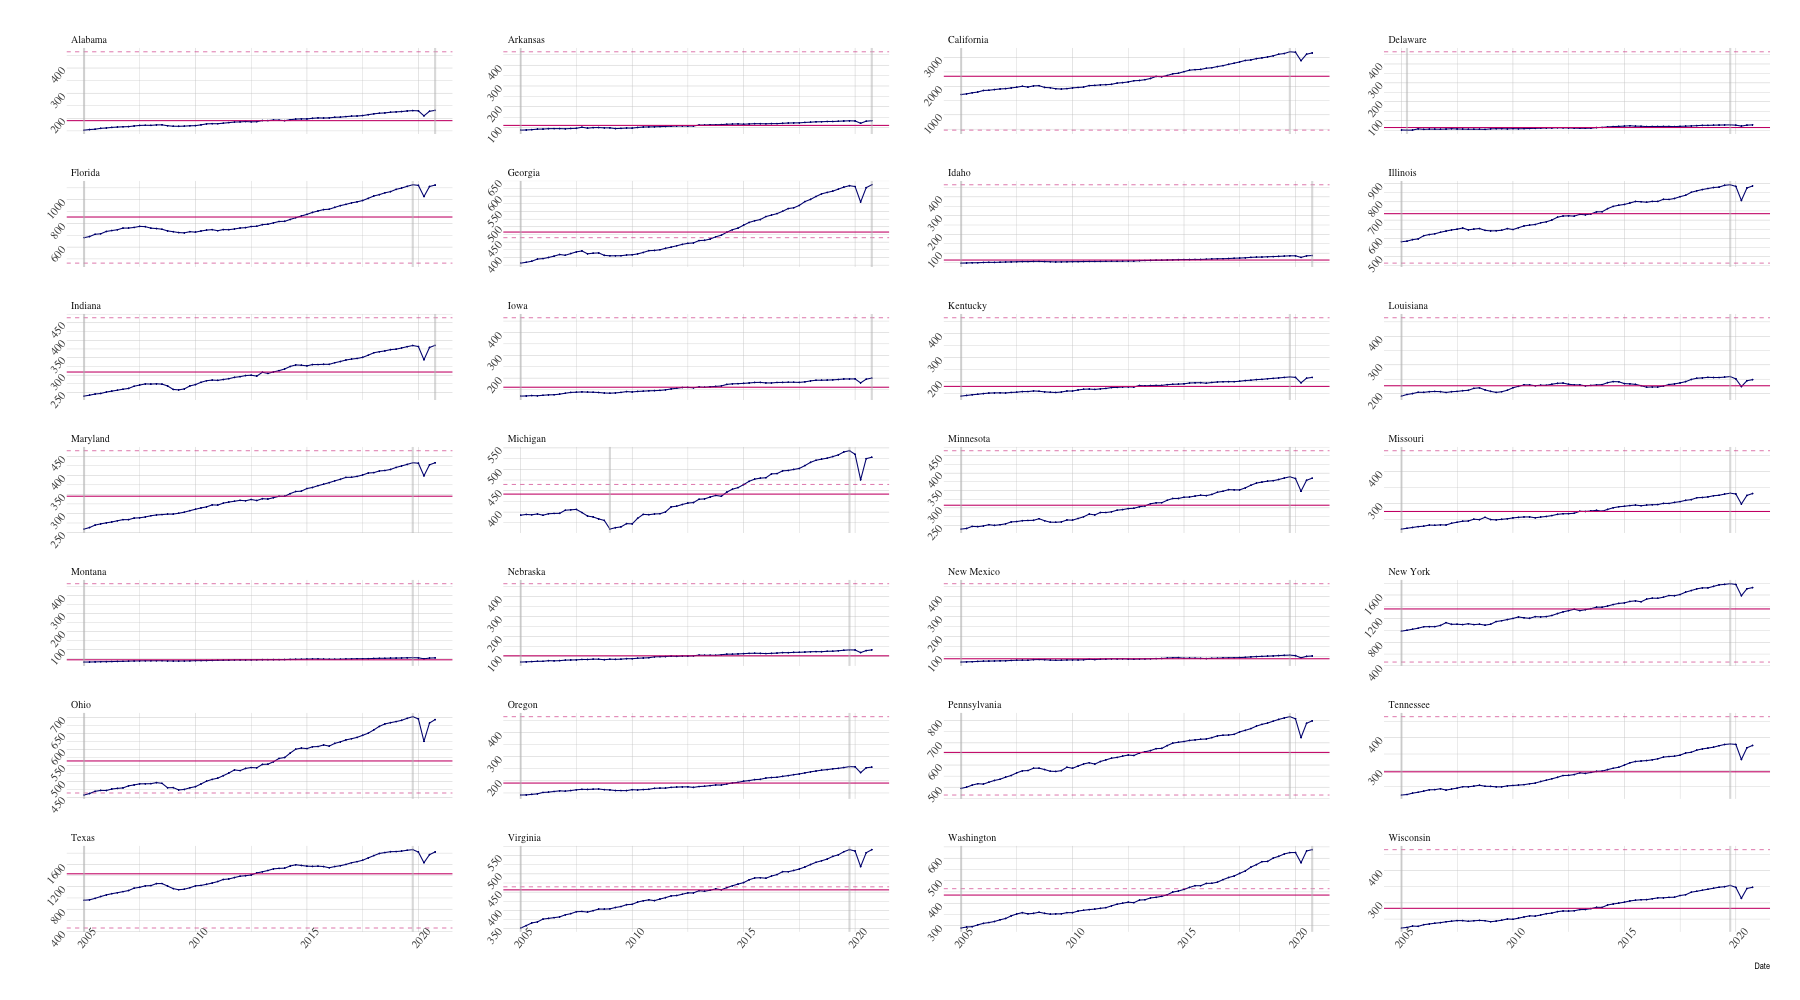 Alabama Arkansas California Delaware
400 300 200
400 300 200 100
3000 2000 1000
400 300 200 100
Florida Georgia Idaho Illinois
1000 800 600
650 600 550 500 450 400
400 300 200 100
900 800 700 600 500
Indiana Iowa Kentucky Louisiana
450 400 350 300 250
400 300 200
400 300 200
400 300 200
Maryland Michigan Minnesota Missouri
450 400 350 300 250
550 500 450 400
450 400 350 300 250
400 300
Montana Nebraska New Mexico New York
400 300 200 100
400 300 200 100
400 300 200 100
1600 1200 800 400
Ohio Oregon Pennsylvania Tennessee
700 650 600 550 500 450
400 300 200
800 700 600 500
400 300
Texas Virginia Washington Wisconsin
1600 1200 800 400
550 500 450 400 350
600 500 400 300
400 300
2005 2010 2015 2020 2005 2010 2015 2020 2005 2010 2015 2020 2005 2010 2015 2020
Date